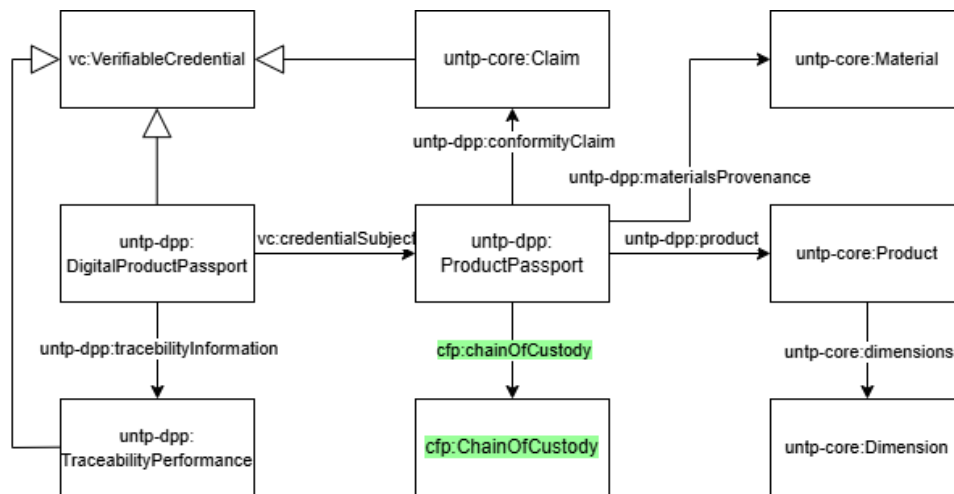 vc:VerifiableCredential
untp-core:Claim
untp-core:Material
untp-dpp:conformityClaim
untp-dpp:materialsProvenance
untp-dpp:
DigitalProductPassport
vc:credentialSubject
untp-dpp:
ProductPassport
untp-dpp:product
untp-core:Product
untp-dpp:tracebilityInformation
cfp:chainOfCustody
untp-core:dimensions
untp-dpp:
TraceabilityPerformance
cfp:ChainOfCustody
untp-core:Dimension